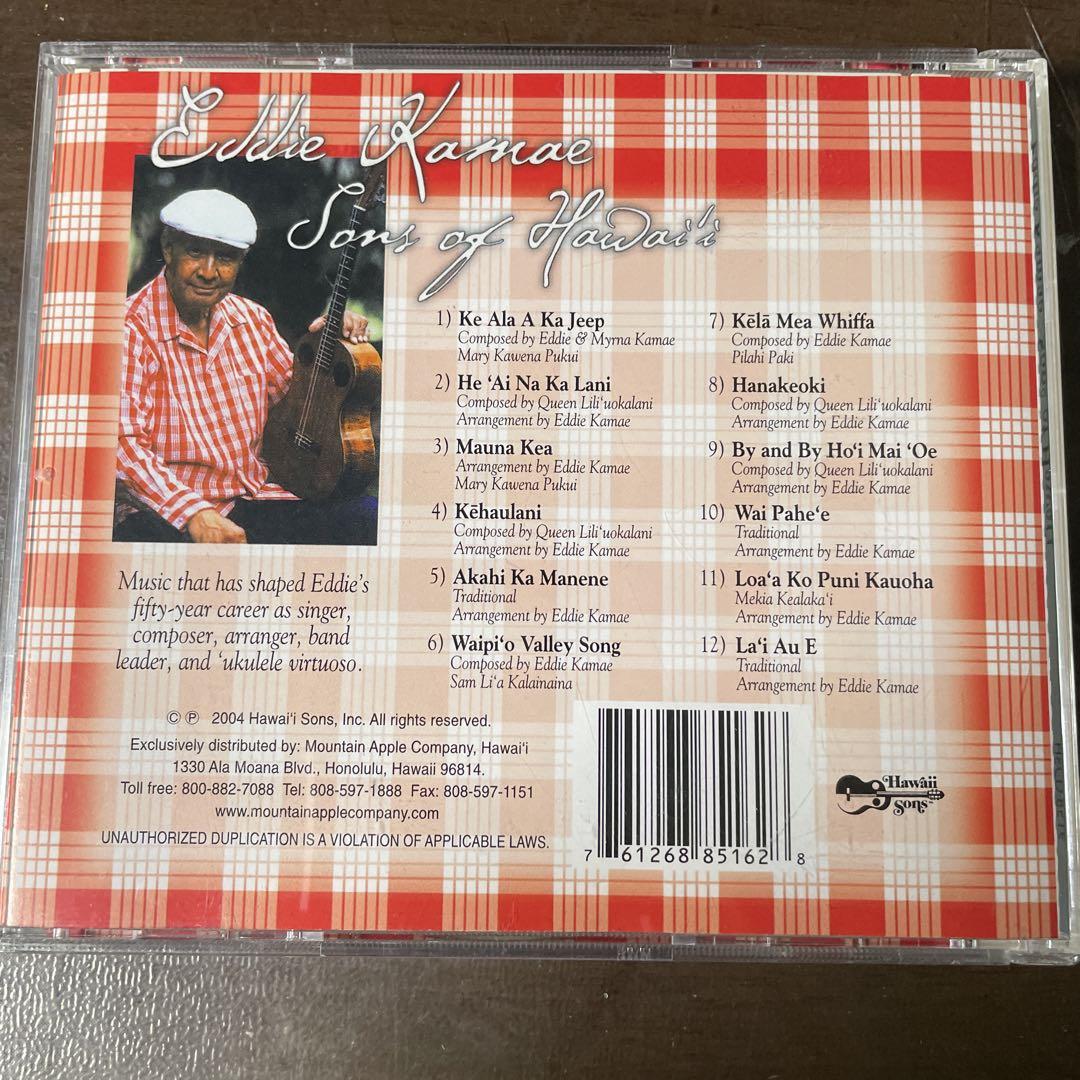 Eddie Kamae
Sons of Hawai‘i
1) Ke Ala A Ka Jeep
Composed by Eddie & Myrna Kamae
Mary Kawena Pukui
2) He ‘Ai Na Ka Lani
Composed by Queen Lili‘uokalani
Arrangement by Eddie Kamae
3) Mauna Kea
Arrangement by Eddie Kamae
Mary Kawena Pukui
4) Kēhaulani
Composed by Queen Lili‘uokalani
Arrangement by Eddie Kamae
5) Akahi Ka Manene
Traditional
Arrangement by Eddie Kamae
6) Waipi‘o Valley Song
Composed by Eddie Kamae
Sam Li‘a Kalainaina
7) Kēlā Mea Whiffa
Composed by Eddie Kamae
Pilahi Paki
8) Hanakeoki
Composed by Queen Lili‘uokalani
Arrangement by Eddie Kamae
9) By and By Ho‘i Mai ‘Oe
Composed by Queen Lili‘uokalani
Arrangement by Eddie Kamae
10) Wai Pahe‘e
Traditional
Arrangement by Eddie Kamae
11) Loa‘a Ko Puni Kauoha
Mekia Kealaka‘i
Arrangement by Eddie Kamae
12) La‘i Au E
Traditional
Arrangement by Eddie Kamae
Music that has shaped Eddie’s
fifty-year career as singer,
composer, arranger, band
leader, and ‘ukulele virtuoso.
© ℗ 2004 Hawai‘i Sons, Inc. All rights reserved.
Exclusively distributed by: Mountain Apple Company, Hawai‘i
1330 Ala Moana Blvd., Honolulu, Hawaii 96814.
Toll free: 800-882-7088 Tel: 808-597-1888 Fax: 808-597-1151
www.mountainapplecompany.com
UNAUTHORIZED DUPLICATION IS A VIOLATION OF APPLICABLE LAWS.
7 61268 85162 8
Hawaii
Sons